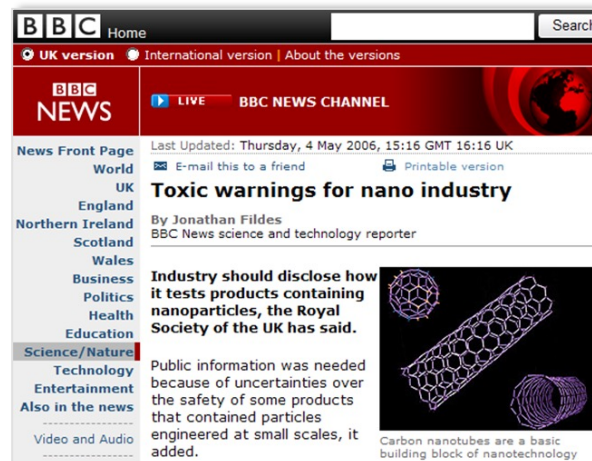 BBC Home
Search
UK version International version | About the versions
BBC
NEWS
LIVE BBC NEWS CHANNEL
News Front Page
World
UK
England
Northern Ireland
Scotland
Wales
Business
Politics
Health
Education
Science/Nature
Technology
Entertainment
Also in the news
Video and Audio
Last Updated: Thursday, 4 May 2006, 15:16 GMT 16:16 UK
E-mail this to a friend
Printable version
Toxic warnings for nano industry
By Jonathan Fildes
BBC News science and technology reporter
Industry should disclose how
it tests products containing
nanoparticles, the Royal
Society of the UK has said.
Public information was needed
because of uncertainties over
the safety of some products
that contained particles
engineered at small scales, it
added.
Carbon nanotubes are a basic
building block of nanotechnology